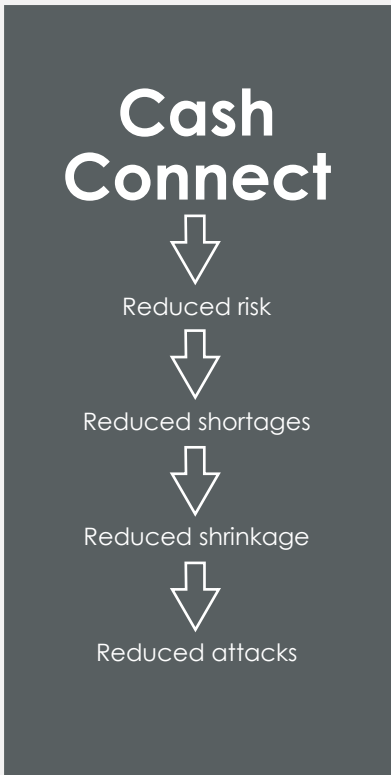 Cash
Connect
Reduced risk
Reduced shortages
Reduced shrinkage
Reduced attacks